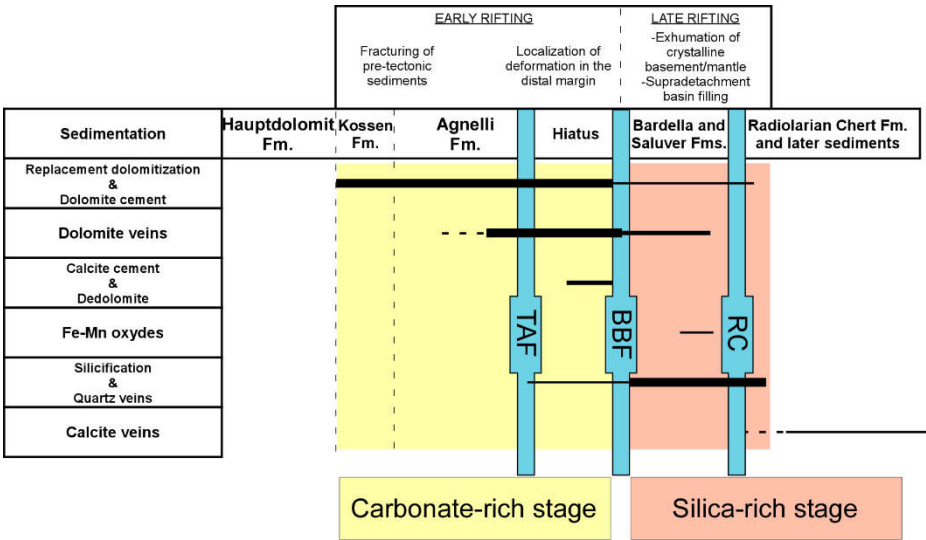 EARLY RIFTING
LATE RIFTING
Fracturing of
pre-tectonic
sediments
Localization of
deformation in the
distal margin
-Exhumation of
crystalline
basement/mantle
-Supradetachment
basin filling
Sedimentation
Hauptdolomit
Fm.
Kossen
Fm.
Agnelli
Fm.
Hiatus
Bardella and
Saluver Fms.
Radiolarian Chert Fm.
and later sediments
Replacement dolomitization
&
Dolomite cement
Dolomite veins
Calcite cement
&
Dedolomite
Fe-Mn oxydes
Silicification
&
Quartz veins
Calcite veins
TAF
BBF
RC
Carbonate-rich stage
Silica-rich stage